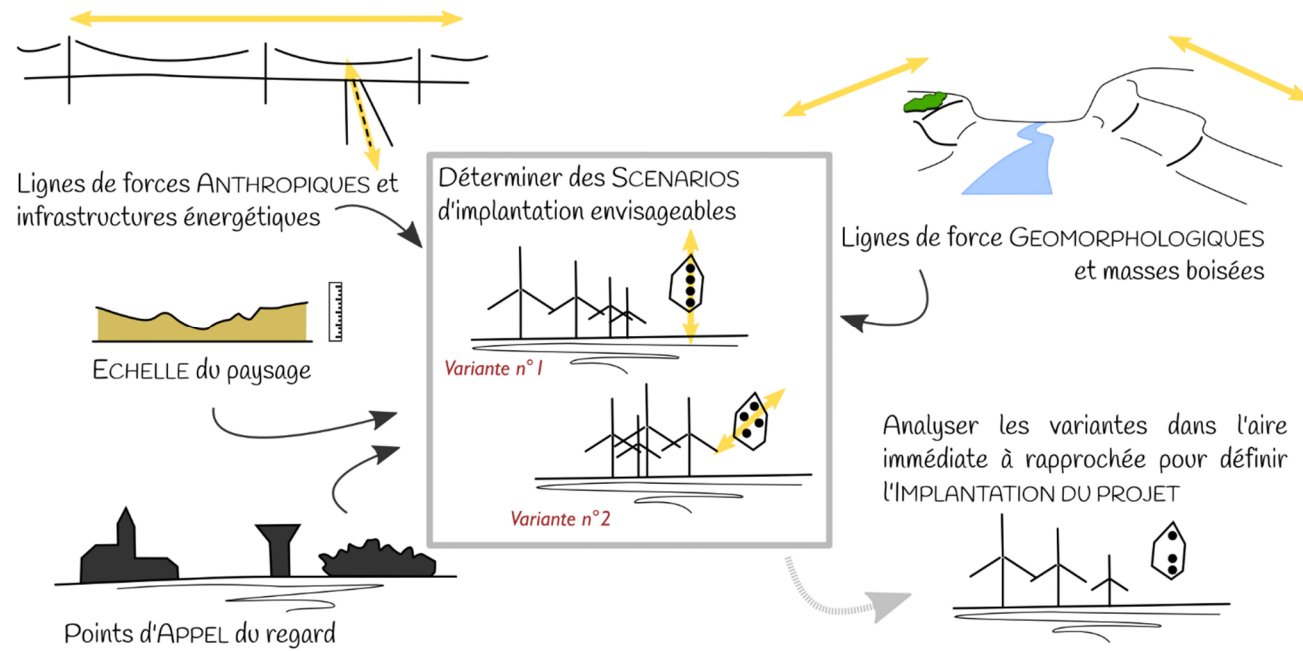 Lignes de forces ANTHROPIQUES et
infrastructures énergétiques
ECHELLE du paysage
Points d'APPEL du regard
Déterminer des SCENARIOS
d'implantation envisageables
Variante n°1
Variante n°2
Lignes de force GEOMORPHOLOGIQUES
et masses boisées
Analyser les variantes dans l'aire
immédiate à rapprochée pour définir
l'IMPLANTATION DU PROJET